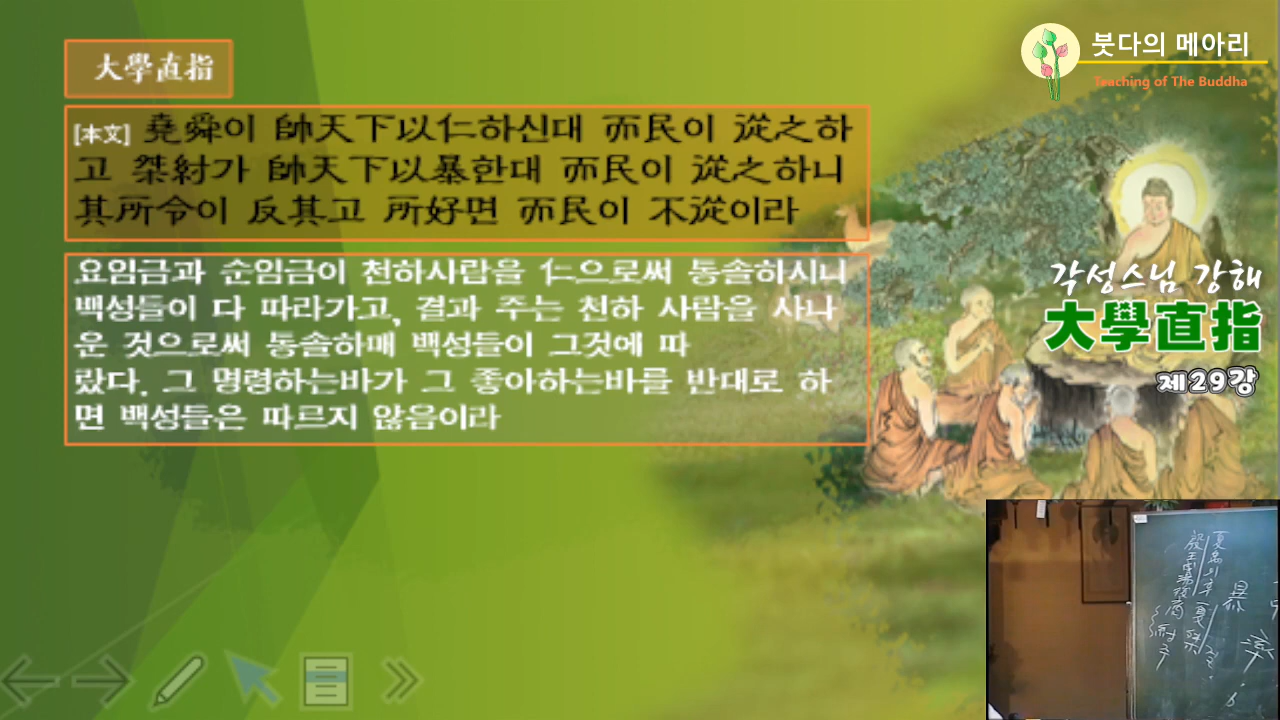 大學直指
[本文] 堯舜이 帥天下以仁하신대 而民이 從之하
고 桀紂가 帥天下以暴한대 而民이 從之하니
其所令이 反其고 所好면 而民이 不從이라
요임금과 순임금이 천하사람을 仁으로써 통솔하시니
백성들이 다 따라가고, 결과 주는 천하 사람을 사나
운 것으로써 통솔하매 백성들이 그것에 따
랐다. 그 명령하는바가 그 좋아하는바를 반대로 하
면 백성들은 따르지 않음이라
붓다의 메아리
Teaching of The Buddha
각성스님 강해
大學直指
제29강